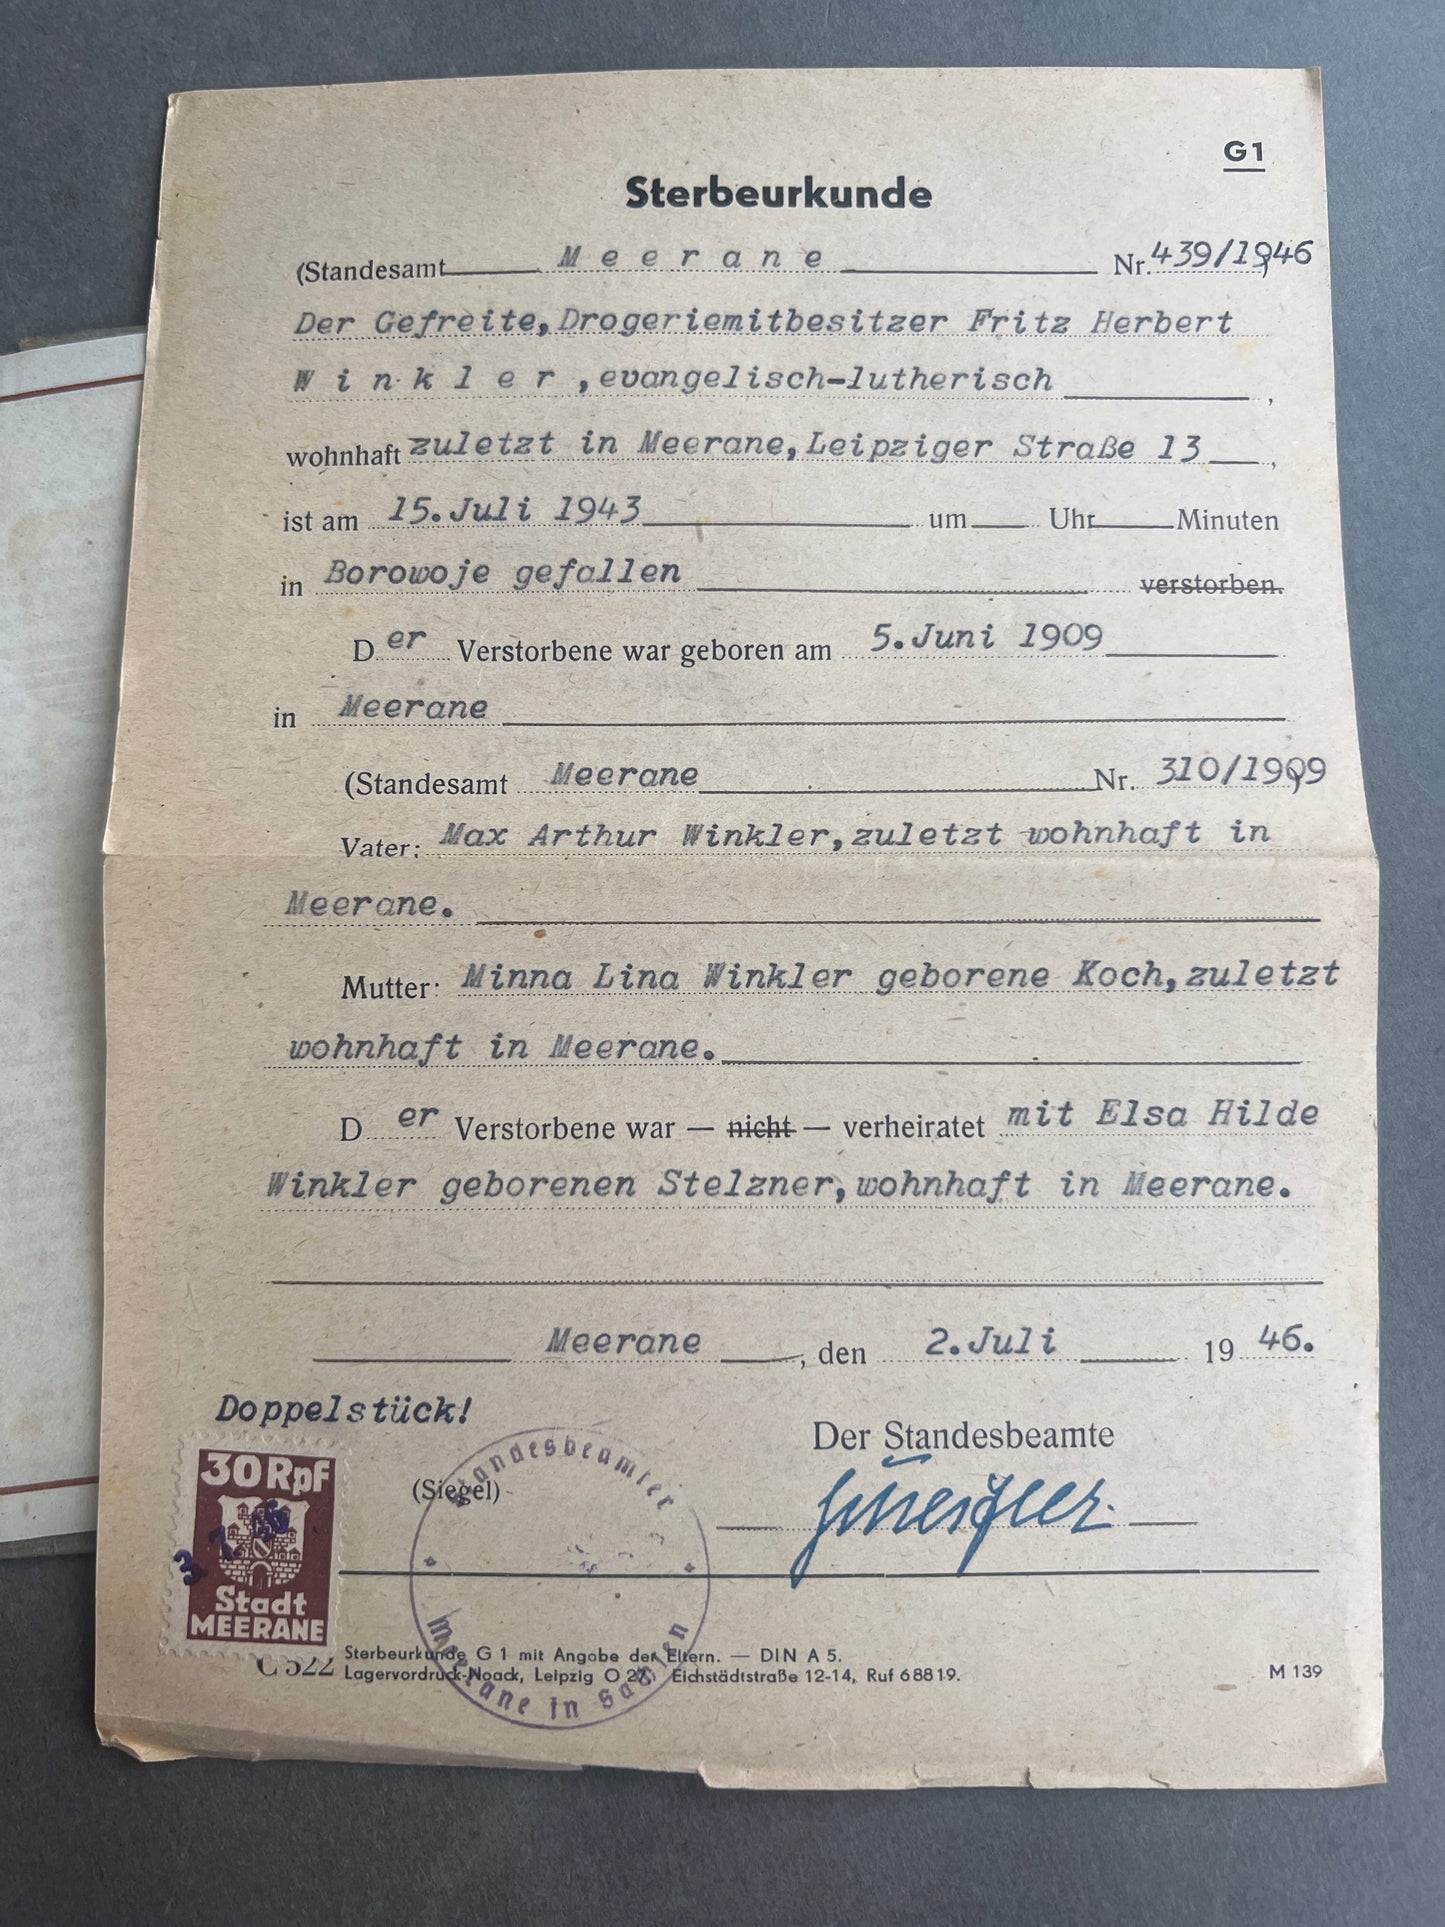 G1
Sterbeurkunde
(Standesamt Meerane Nr. 439/1946)
Der Gefreite, Drogeriemitbesitzer Fritz Herbert
Winkler, evangelisch-lutherisch,
wohnhaft zuletzt in Meerane, Leipziger Straße 13,
ist am 15. Juli 1943 um Uhr Minuten
in Borowoje gefallen verstorben.
Der Verstorbene war geboren am 5. Juni 1909
in Meerane
(Standesamt Meerane Nr. 310/1909)
Vater: Max Arthur Winkler, zuletzt wohnhaft in
Meerane.
Mutter: Minna Lina Winkler geborene Koch, zuletzt
wohnhaft in Meerane.
Der Verstorbene war — nicht — verheiratet mit Elsa Hilde
Winkler geborenen Stelzner, wohnhaft in Meerane.
Meerane, den 2. Juli 1946.
Doppelstück!
Der Standesbeamte
(Siegel)
Standesbeamter
Meerane in Sachsen
30 Rpf
3. 7. 46
Stadt
MEERANE
C 522
Sterbeurkunde G 1 mit Angabe der Eltern. — DIN A 5.
Lagervordruck-Noack, Leipzig O 27, Eichstädtstraße 12-14, Ruf 68819.
M 139